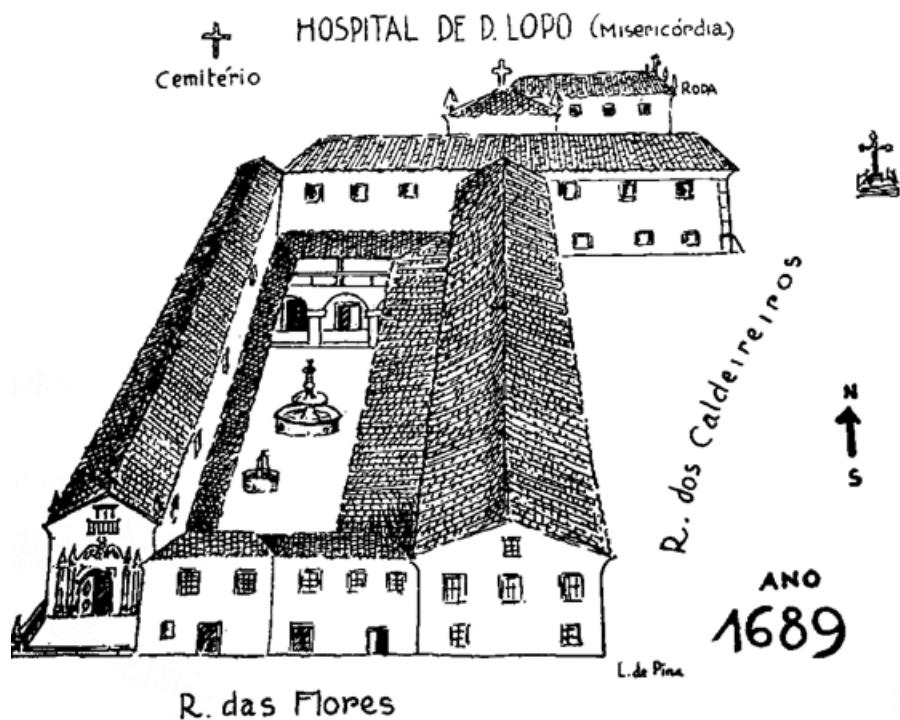 HOSPITAL DE D. LOPO (Misericórdia)
Cemitério
RODA
R. dos Caldeireiros
N
S
ANO
1689
L. de Pina
R. das Flores